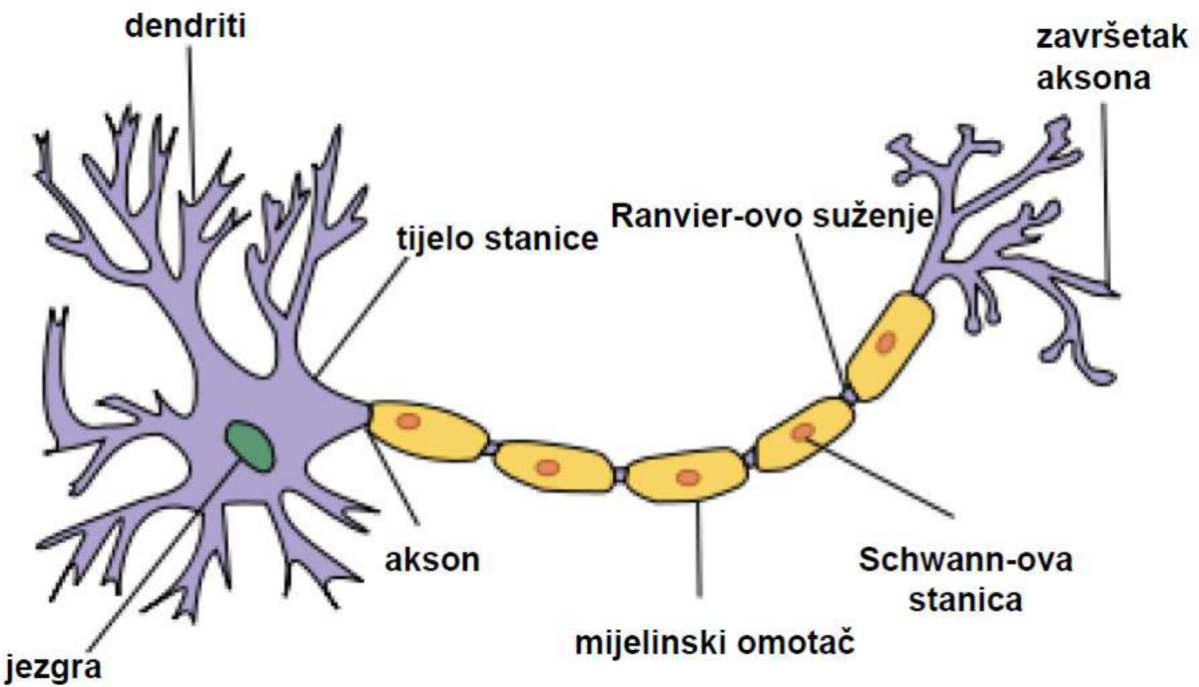 dendriti
završetak
aksona
Ranvier-ovo suženje
tijelo stanice
akson
Schwann-ova
stanica
mijelinski omotač
jezgra